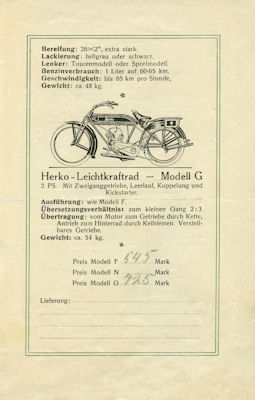 Bereifung: 26×2", extra stark.
Lackierung: hellgrau oder schwarz.
Lenker: Tourenmodell oder Sportmodell.
Benzinverbrauch: 1 Liter auf 60-65 km.
Geschwindigkeit: bis 65 km pro Stunde,
Gewicht: ca. 48 kg.
*
Herko-Leichtkraftrad — Modell G
2 PS. Mit Zweiganggetriebe, Leerlauf, Kuppelung und
Kickstarter.
Ausführung: wie Modell F.
Übersetzungsverhältnis: zum kleinen Gang 2:3
Übertragung: vom Motor zum Getriebe durch Kette,
Antrieb zum Hinterrad durch Keilriemen. Verstell-
bares Getriebe.
Gewicht: ca. 54 kg.
*
Preis Modell F 545 Mark
Preis Modell N Mark
Preis Modell G 725 Mark
Lieferung: